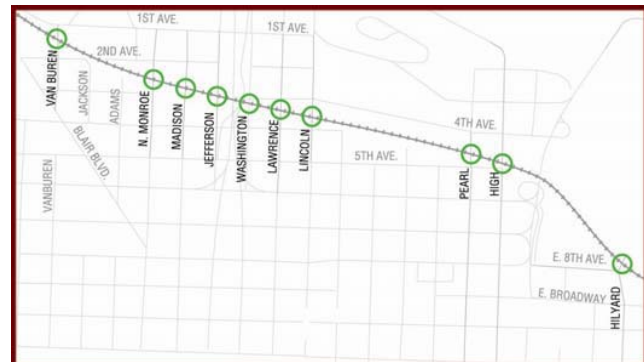 1ST AVE.
1ST AVE.
2ND AVE.
VAN BUREN
JACKSON
ADAMS
N. MONROE
MADISON
JEFFERSON
WASHINGTON
LAWRENCE
LINCOLN
4TH AVE.
5TH AVE.
BLAIR BLVD.
VANBUREN
PEARL
HIGH
E. 8TH AVE.
E. BROADWAY
HILYARD